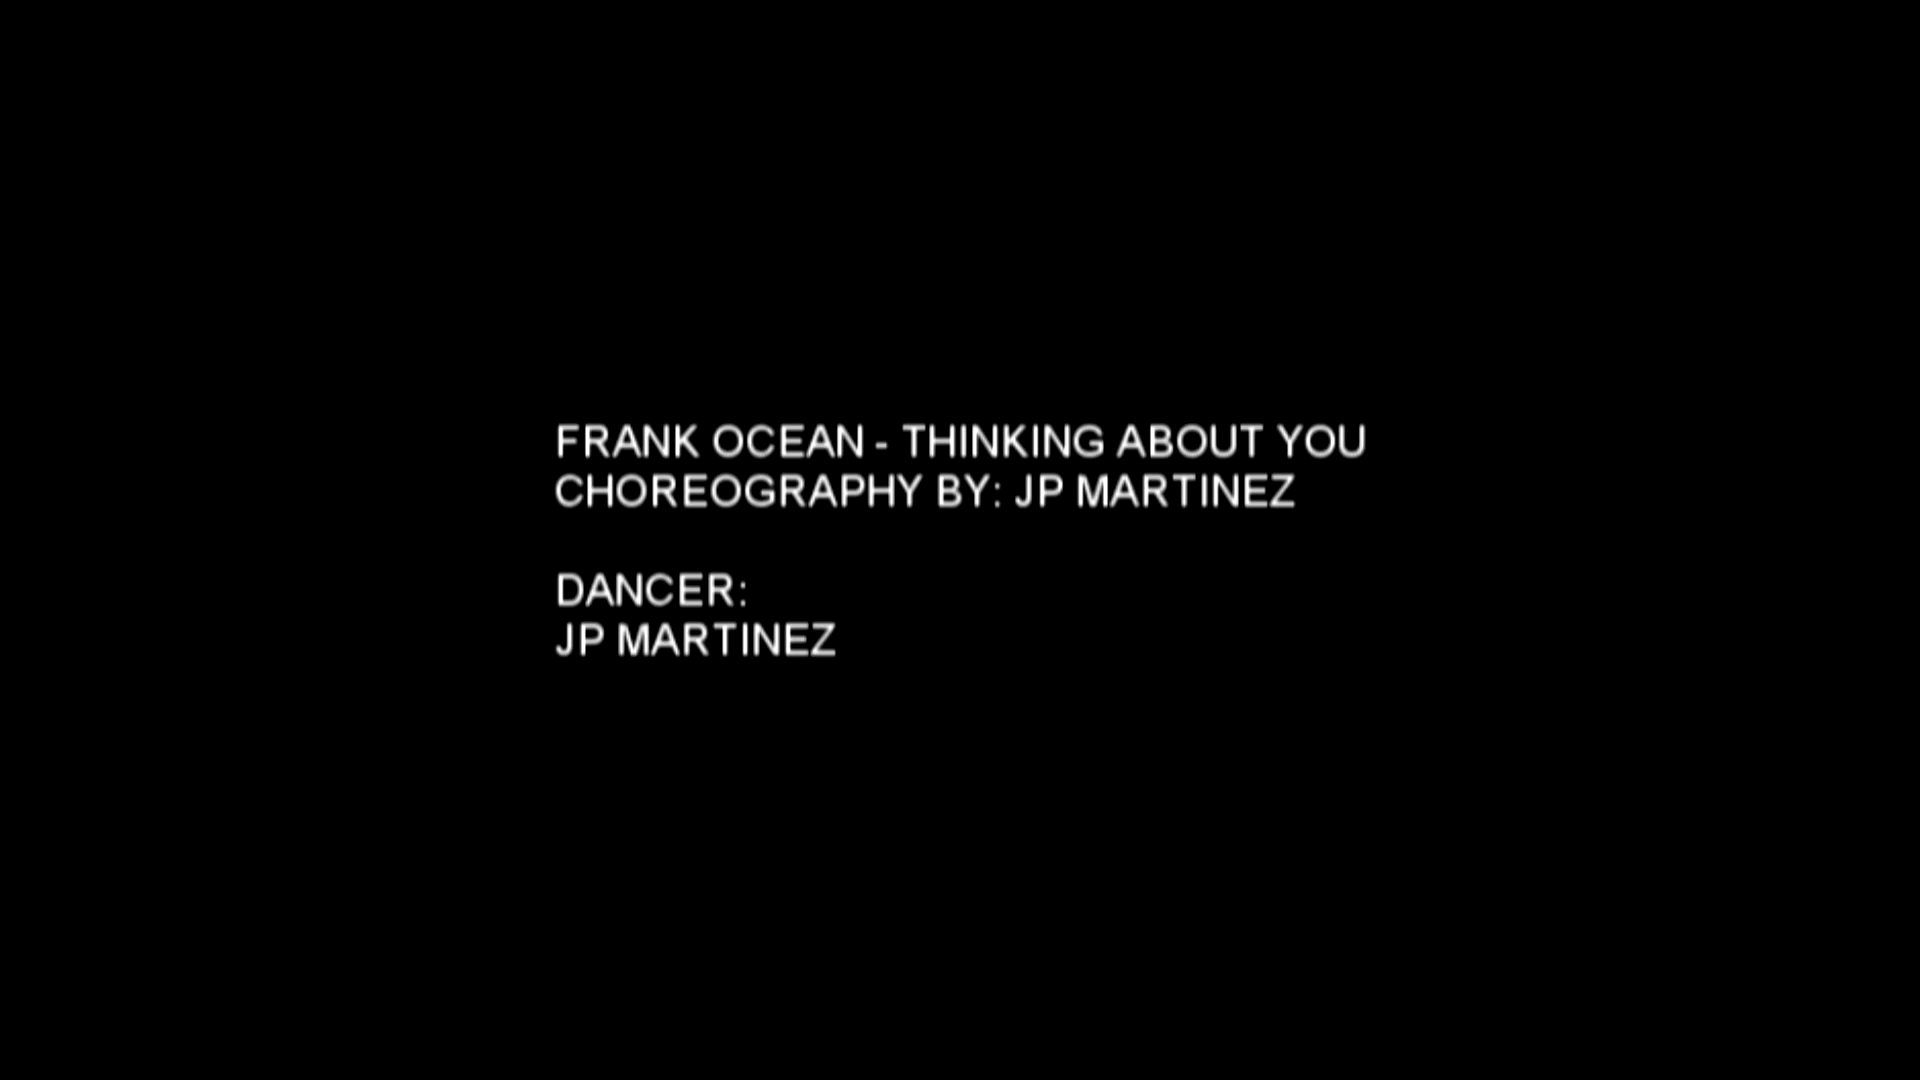 FRANK OCEAN - THINKING ABOUT YOU
CHOREOGRAPHY BY: JP MARTINEZ
DANCER:
JP MARTINEZ